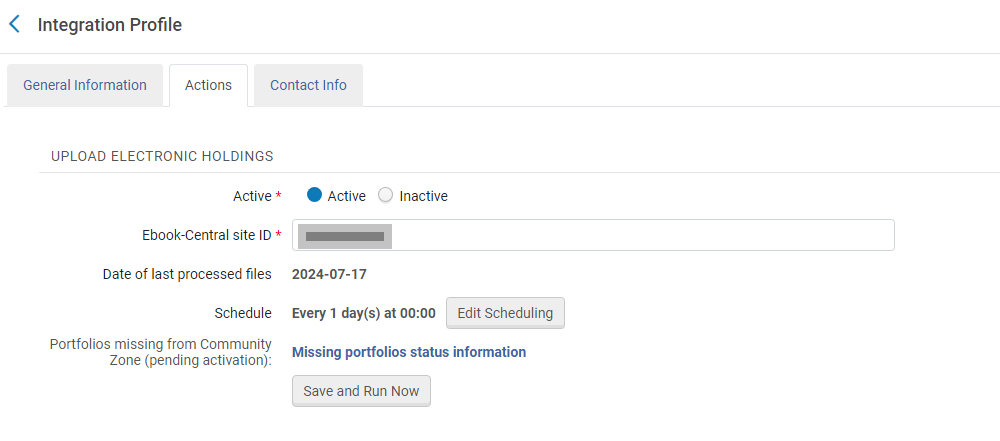 Integration Profile
General Information
Actions
Contact Info
UPLOAD ELECTRONIC HOLDINGS
Active *
Active
Inactive
Ebook-Central site ID *
Date of last processed files
2024-07-17
Schedule
Every 1 day(s) at 00:00
Edit Scheduling
Portfolios missing from Community
Zone (pending activation):
Missing portfolios status information
Save and Run Now